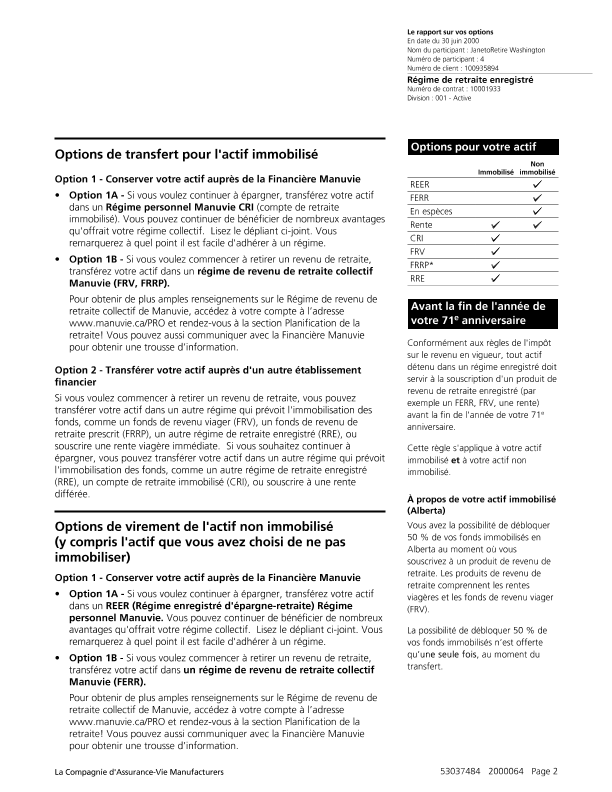 Le rapport sur vos options
En date du 30 juin 2000
Nom du participant : JanetoRetire Washington
Numéro de participant : 4
Numéro de client : 100935894
Régime de retraite enregistré
Numéro de contrat : 10001933
Division : 001 - Active
Options de transfert pour l'actif immobilisé
Option 1 - Conserver votre actif auprès de la Financière Manuvie
• Option 1A - Si vous voulez continuer à épargner, transférez votre actif
dans un Régime personnel Manuvie CRI (compte de retraite
immobilisé). Vous pouvez continuer de bénéficier de nombreux avantages
qu'offrait votre régime collectif. Lisez le dépliant ci-joint. Vous
remarquerez à quel point il est facile d'adhérer à un régime.
• Option 1B - Si vous voulez commencer à retirer un revenu de retraite,
transférez votre actif dans un régime de revenu de retraite collectif
Manuvie (FRV, FRRP).
Pour obtenir de plus amples renseignements sur le Régime de revenu de
retraite collectif de Manuvie, accédez à votre compte à l'adresse
www.manuvie.ca/PRO et rendez-vous à la section Planification de la
retraite! Vous pouvez aussi communiquer avec la Financière Manuvie
pour obtenir une trousse d'information.
Option 2 - Transférer votre actif auprès d'un autre établissement
financier
Si vous voulez commencer à retirer un revenu de retraite, vous pouvez
transférer votre actif dans un autre régime qui prévoit l'immobilisation des
fonds, comme un fonds de revenu viager (FRV), un fonds de revenu de
retraite prescrit (FRRP), un autre régime de retraite enregistré (RRE), ou
souscrire une rente viagère immédiate. Si vous souhaitez continuer à
épargner, vous pouvez transférer votre actif dans un autre régime qui prévoit
l'immobilisation des fonds, comme un autre régime de retraite enregistré
(RRE), un compte de retraite immobilisé (CRI), ou souscrire à une rente
différée.
Options de virement de l'actif non immobilisé
(y compris l'actif que vous avez choisi de ne pas
immobiliser)
Option 1 - Conserver votre actif auprès de la Financière Manuvie
• Option 1A - Si vous voulez continuer à épargner, transférez votre actif
dans un REER (Régime enregistré d'épargne-retraite) Régime
personnel Manuvie. Vous pouvez continuer de bénéficier de nombreux
avantages qu'offrait votre régime collectif. Lisez le dépliant ci-joint. Vous
remarquerez à quel point il est facile d'adhérer à un régime.
• Option 1B - Si vous voulez commencer à retirer un revenu de retraite,
transférez votre actif dans un régime de revenu de retraite collectif
Manuvie (FERR).
Pour obtenir de plus amples renseignements sur le Régime de revenu de
retraite collectif de Manuvie, accédez à votre compte à l'adresse
www.manuvie.ca/PRO et rendez-vous à la section Planification de la
retraite! Vous pouvez aussi communiquer avec la Financière Manuvie
pour obtenir une trousse d'information.
Options pour votre actif
Non
Immobilisé immobilisé
REER ✓
FERR ✓
En espèces ✓
Rente ✓ ✓
CRI ✓
FRV ✓
FRRP* ✓
RRE ✓
Avant la fin de l'année de
votre 71e anniversaire
Conformément aux règles de l'impôt
sur le revenu en vigueur, tout actif
détenu dans un régime enregistré doit
servir à la souscription d'un produit de
revenu de retraite enregistré (par
exemple un FERR, FRV, une rente)
avant la fin de l'année de votre 71e
anniversaire.
Cette règle s'applique à votre actif
immobilisé et à votre actif non
immobilisé.
À propos de votre actif immobilisé
(Alberta)
Vous avez la possibilité de débloquer
50 % de vos fonds immobilisés en
Alberta au moment où vous
souscrivez à un produit de revenu de
retraite. Les produits de revenu de
retraite comprennent les rentes
viagères et les fonds de revenu viager
(FRV).
La possibilité de débloquer 50 % de
vos fonds immobilisés n'est offerte
qu'une seule fois, au moment du
transfert.
La Compagnie d'Assurance-Vie Manufacturers
53037484 2000064 Page 2